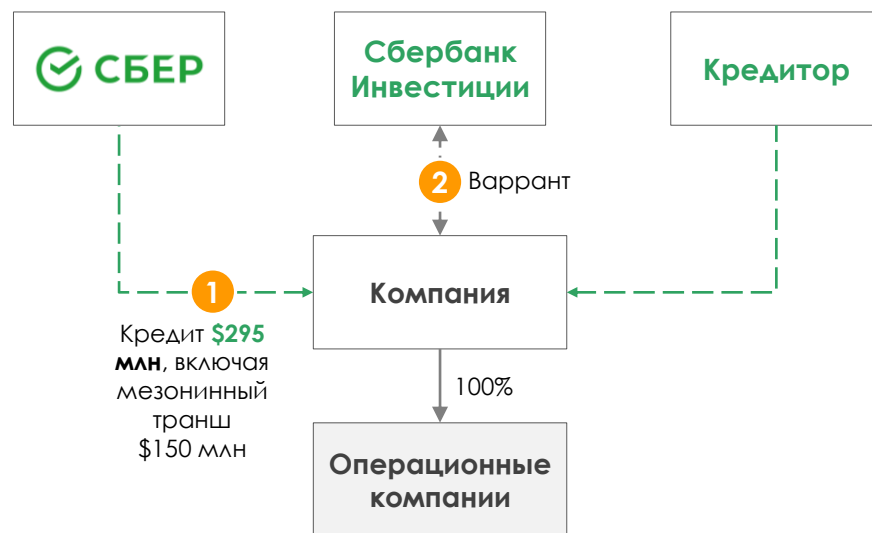 СБЕР
Сбербанк
Инвестиции
Кредитор
2 Варрант
Компания
1
Кредит $295
млн, включая
мезонинный
транш
$150 млн
100%
Операционные
компании